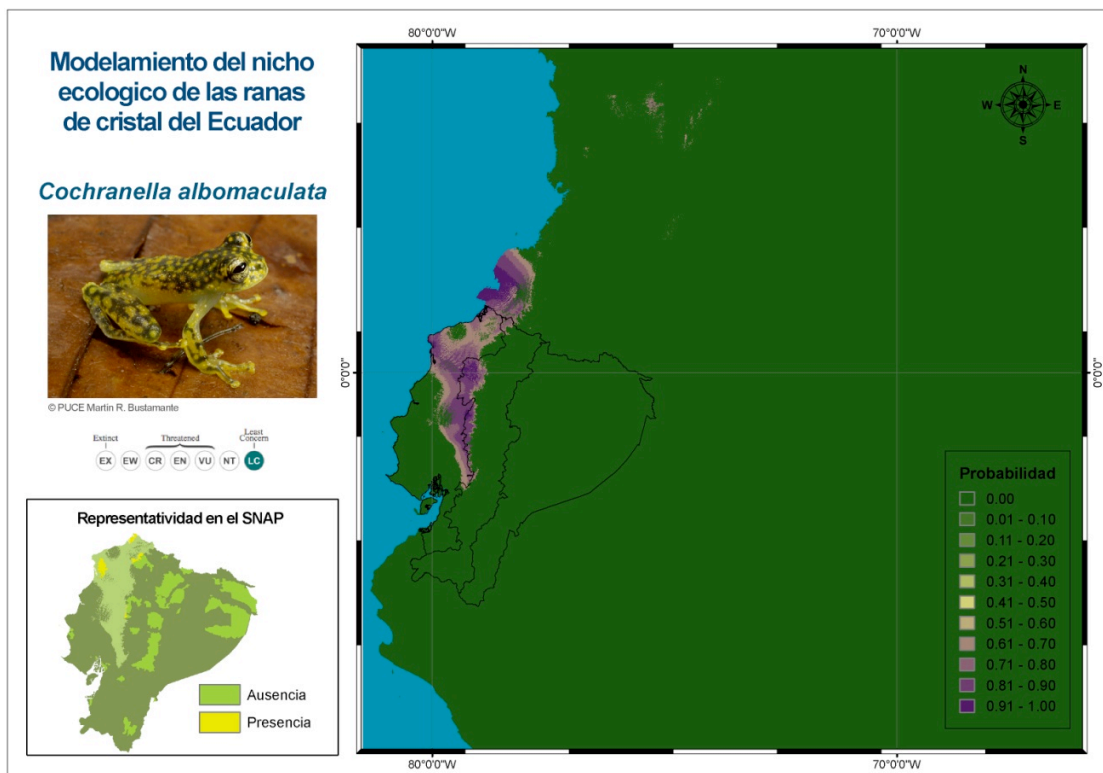 Modelamiento del nicho
ecologico de las ranas
de cristal del Ecuador
Cochranella albomaculata
© PUCE Martin R. Bustamante
Extinct
Threatened
Least
Concern
EX EW CR EN VU NT LC
Representatividad en el SNAP
Ausencia
Presencia
80°0'0"W 70°0'0"W
N
W E
S
0°0'0"
0°0'0"
Probabilidad
0.00
0.01 - 0.10
0.11 - 0.20
0.21 - 0.30
0.31 - 0.40
0.41 - 0.50
0.51 - 0.60
0.61 - 0.70
0.71 - 0.80
0.81 - 0.90
0.91 - 1.00
80°0'0"W 70°0'0"W